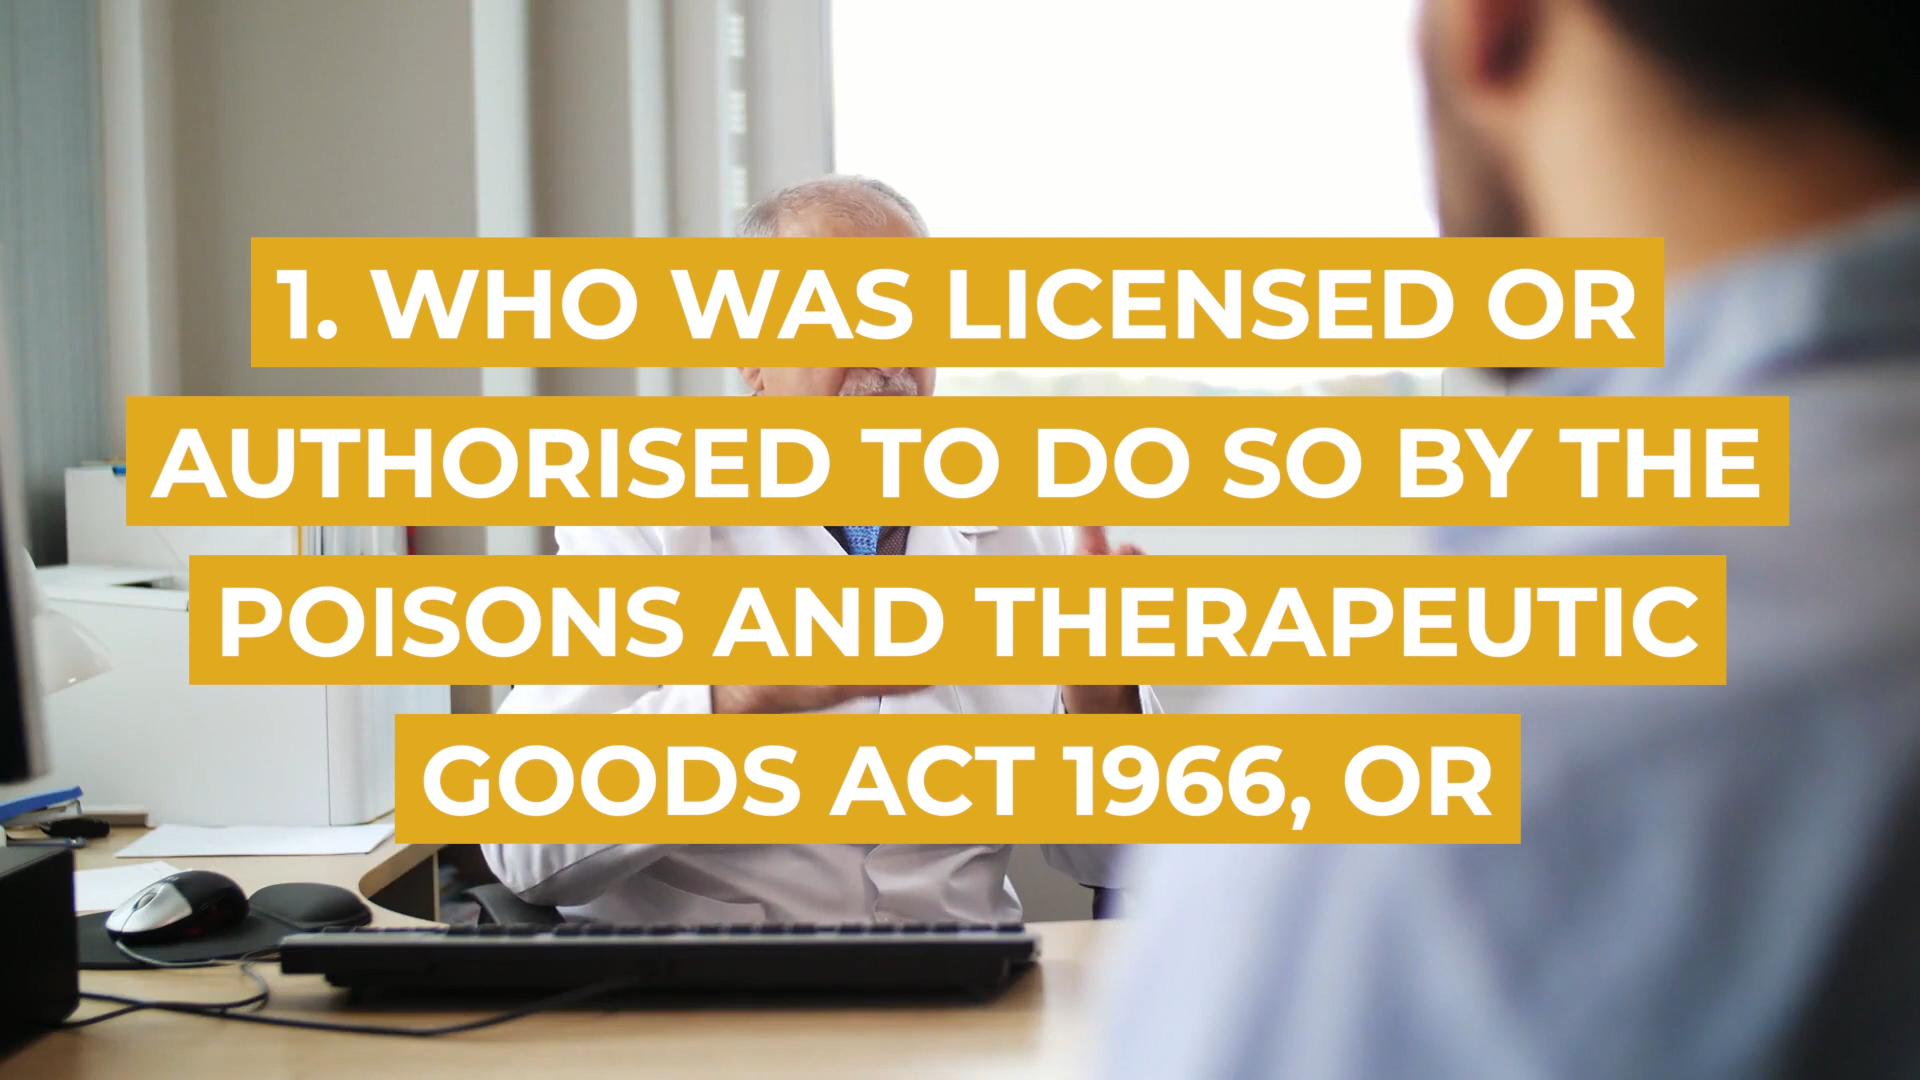 1. WHO WAS LICENSED OR
AUTHORISED TO DO SO BY THE
POISONS AND THERAPEUTIC
GOODS ACT 1966, OR